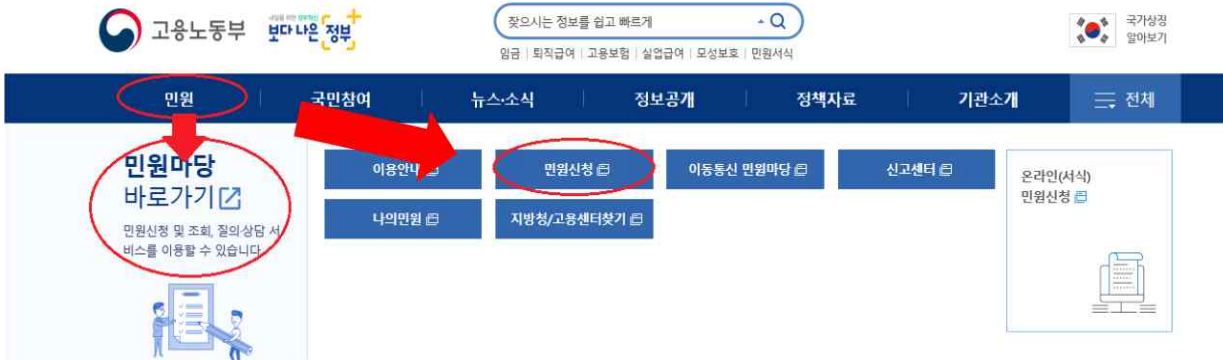 고용노동부
보다 나은 정부
찾으시는 정보를 쉽고 빠르게
임금 | 퇴직급여 | 고용보험 | 실업급여 | 모성보호 | 민원서식
국가상징
알아보기
민원
국민참여
뉴스·소식
정보공개
정책자료
기관소개
전체
민원마당
바로가기
민원신청 및 조회, 질의상담 서
비스를 이용할 수 있습니다.
이용안내
민원신청
이동통신 민원마당
신고센터
나의민원
지방청/고용센터찾기
온라인(서식)
민원신청